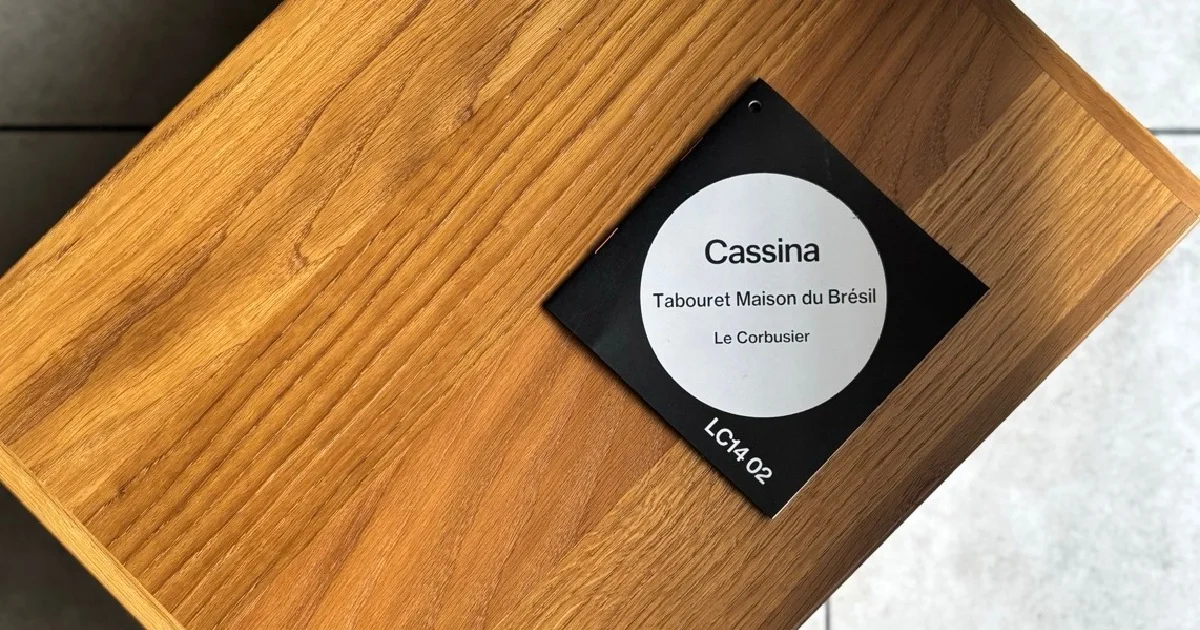 Cassina
Tabouret Maison du Brésil
Le Corbusier
LC14 02